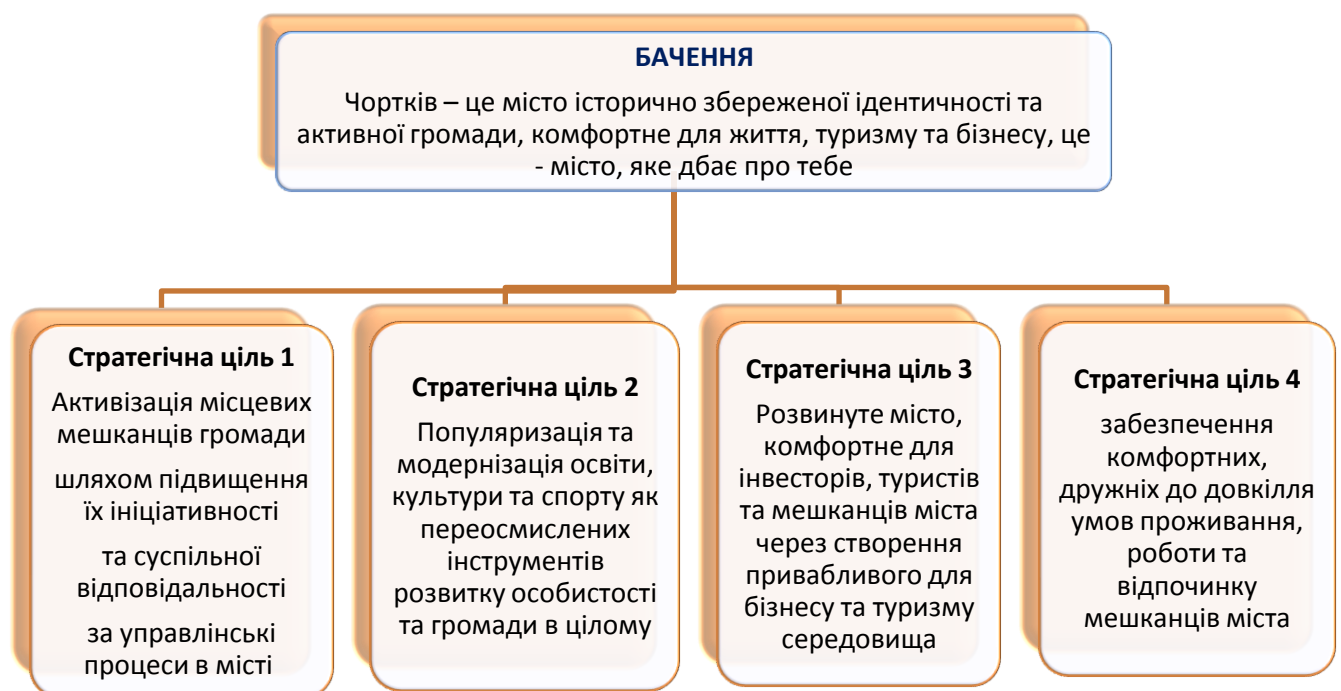 БАЧЕННЯ
Чортків – це місто історично збереженої ідентичності та
активної громади, комфортне для життя, туризму та бізнесу, це
- місто, яке дбає про тебе
Стратегічна ціль 1
Активізація місцевих
мешканців громади
шляхом підвищення
їх ініціативності
та суспільної
відповідальності
за управлінські
процеси в місті
Стратегічна ціль 2
Популяризація та
модернізація освіти,
культури та спорту як
переосмислених
інструментів
розвитку особистості
та громади в цілому
Стратегічна ціль 3
Розвинуте місто,
комфортне для
інвесторів, туристів
та мешканців міста
через створення
привабливого для
бізнесу та туризму
середовища
Стратегічна ціль 4
забезпечення
комфортних,
дружніх до довкілля
умов проживання,
роботи та
відпочинку
мешканців міста